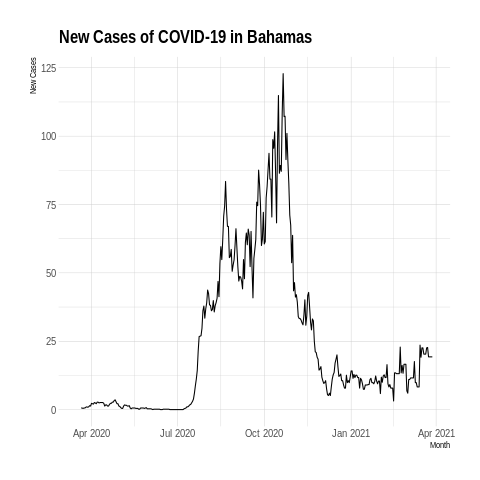 New Cases of COVID-19 in Bahamas
New Cases
125
100
75
50
25
0
Apr 2020
Jul 2020
Oct 2020
Jan 2021
Apr 2021
Month